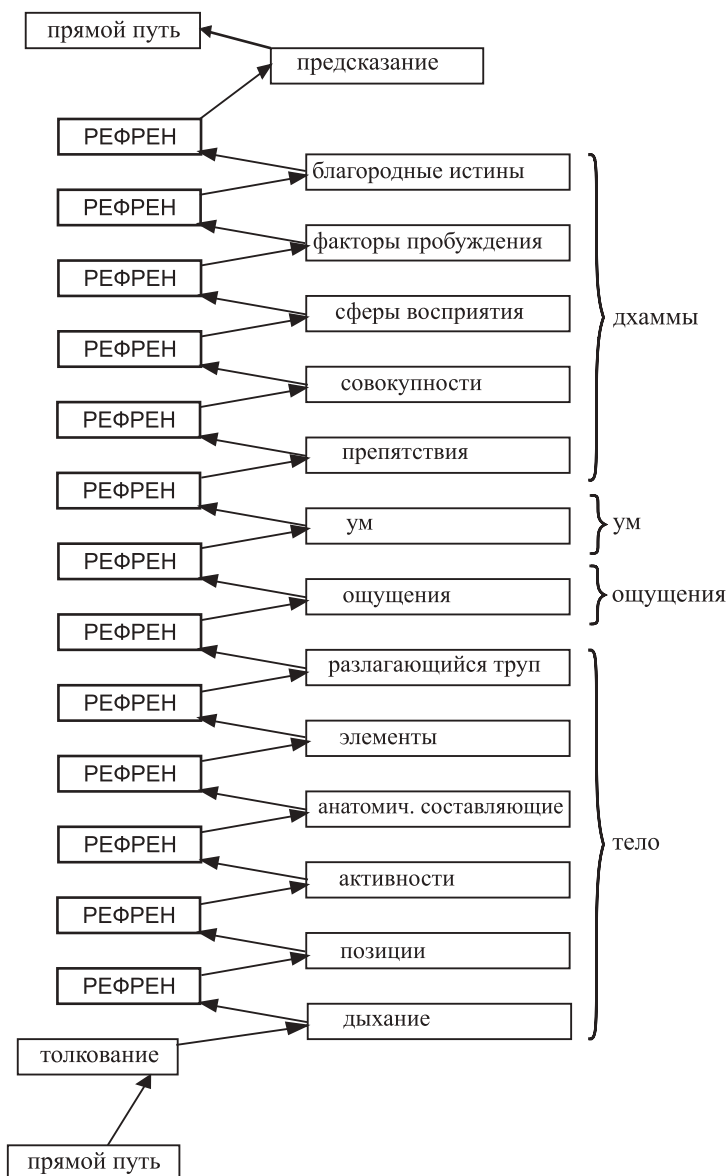 прямой путь
предсказание
РЕФРЕН
благородные истины
РЕФРЕН
факторы пробуждения
РЕФРЕН
сферы восприятия
дхаммы
РЕФРЕН
совокупности
РЕФРЕН
препятствия
РЕФРЕН
ум
ум
РЕФРЕН
ощущения
ощущения
РЕФРЕН
разлагающийся труп
РЕФРЕН
элементы
РЕФРЕН
анатомич. составляющие
тело
РЕФРЕН
активности
РЕФРЕН
позиции
РЕФРЕН
дыхание
толкование
прямой путь